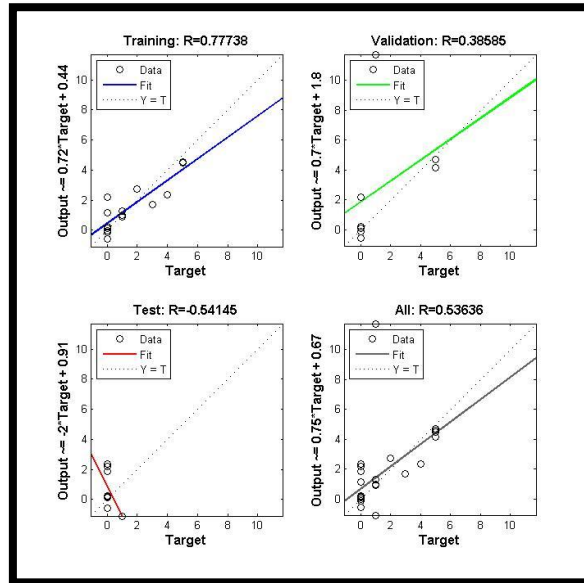 Training: R=0.77738
Output ~= 0.72*Target + 0.44
10
8
6
4
2
0
Data
Fit
Y = T
0 2 4 6 8 10
Target
Validation: R=0.38585
Output ~= 0.7*Target + 1.8
10
8
6
4
2
0
Data
Fit
Y = T
0 2 4 6 8 10
Target
Test: R=-0.54145
Output ~= -2*Target + 0.91
10
8
6
4
2
0
Data
Fit
Y = T
0 2 4 6 8 10
Target
All: R=0.53636
Output ~= 0.75*Target + 0.67
10
8
6
4
2
0
Data
Fit
Y = T
0 2 4 6 8 10
Target